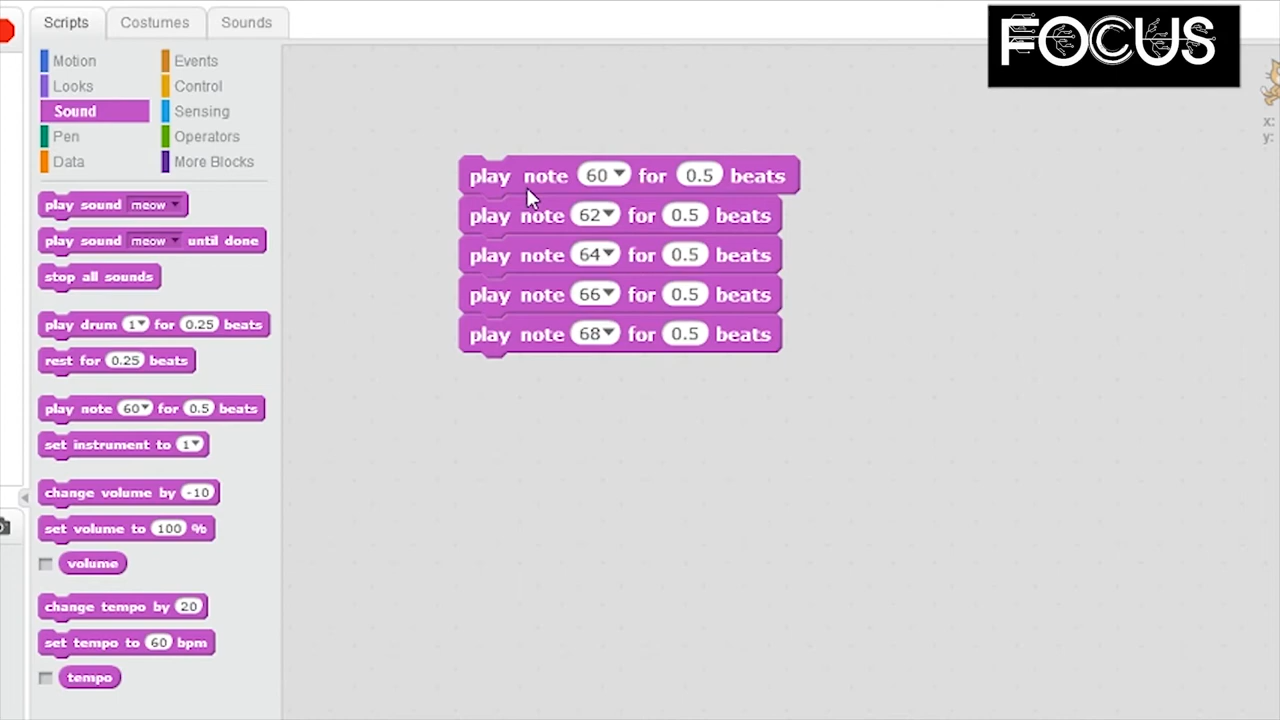 Scripts Costumes Sounds
FOCUS
Motion Events
Looks Control
Sound Sensing
Pen Operators
Data More Blocks
play sound meow
play sound meow until done
stop all sounds
play drum 1 for 0.25 beats
rest for 0.25 beats
play note 60 for 0.5 beats
set instrument to 1
change volume by -10
set volume to 100 %
volume
change tempo by 20
set tempo to 60 bpm
tempo
play note 60 for 0.5 beats
play note 62 for 0.5 beats
play note 64 for 0.5 beats
play note 66 for 0.5 beats
play note 68 for 0.5 beats
x:
y: